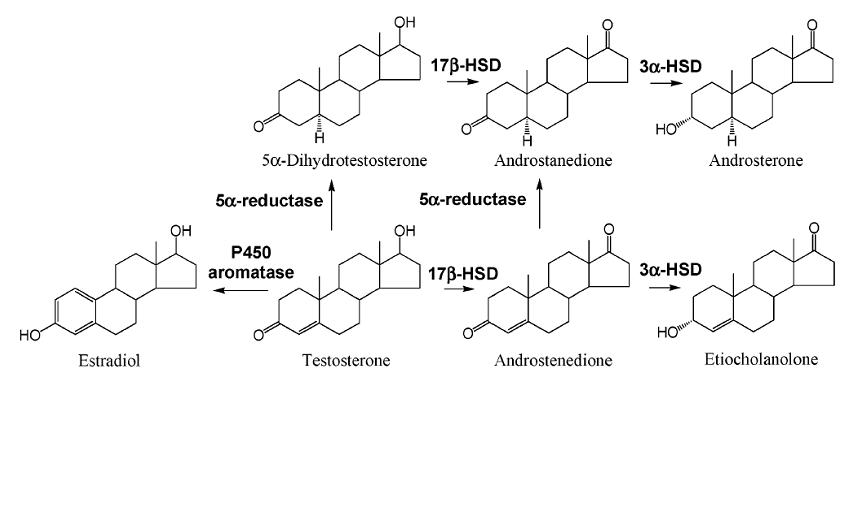 OH
O
O
17β-HSD
3α-HSD
O
H
O
H
HO
H
5α-Dihydrotestosterone
Androstanedione
Androsterone
5α-reductase
5α-reductase
OH
OH
O
O
P450
aromatase
17β-HSD
3α-HSD
HO
O
O
HO
Estradiol
Testosterone
Androstenedione
Etiocholanolone